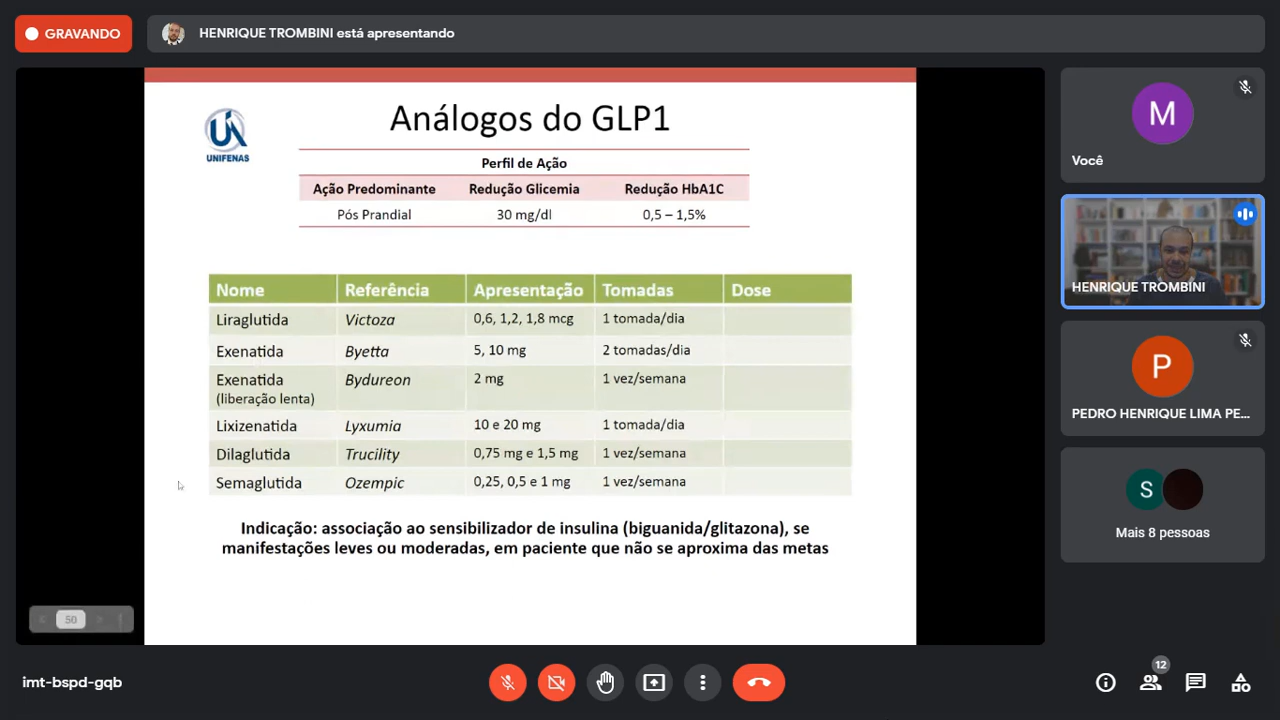 GRAVANDO
HENRIQUE TROMBINI está apresentando
UNIFENAS
Análogos do GLP1
Perfil de Ação
Ação Predominante Redução Glicemia Redução HbA1C
Pós Prandial 30 mg/dl 0,5 – 1,5%
Nome Referência Apresentação Tomadas Dose
Liraglutida Victoza 0,6, 1,2, 1,8 mcg 1 tomada/dia
Exenatida Byetta 5, 10 mg 2 tomadas/dia
Exenatida Bydureon 2 mg 1 vez/semana
(liberação lenta)
Lixizenatida Lyxumia 10 e 20 mg 1 tomada/dia
Dilaglutida Trucility 0,75 mg e 1,5 mg 1 vez/semana
Semaglutida Ozempic 0,25, 0,5 e 1 mg 1 vez/semana
Indicação: associação ao sensibilizador de insulina (biguanida/glitazona), se
manifestações leves ou moderadas, em paciente que não se aproxima das metas
50
M
Você
HENRIQUE TROMBINI
P
PEDRO HENRIQUE LIMA PE...
S
Mais 8 pessoas
imt-bspd-gqb
12